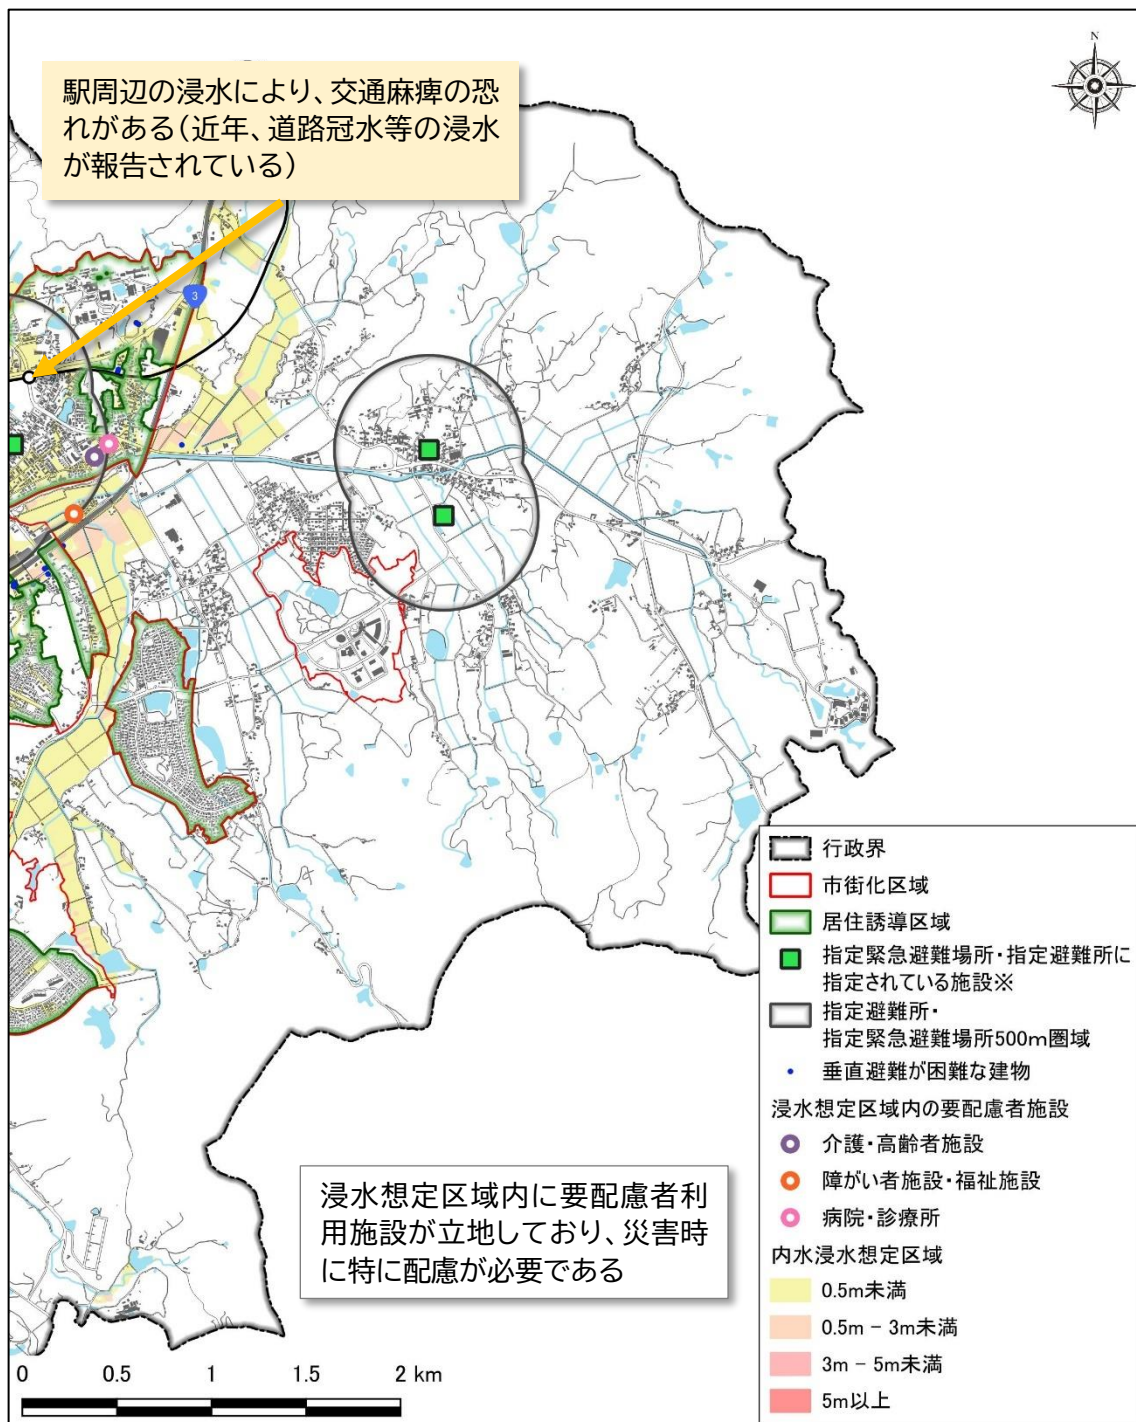 N
駅周辺の浸水により、交通麻痺の恐
れがある（近年、道路冠水等の浸水
が報告されている）
3
行政界
市街化区域
居住誘導区域
指定緊急避難場所・指定避難所に
指定されている施設※
指定避難所・
指定緊急避難場所500m圏域
垂直避難が困難な建物
浸水想定区域内の要配慮者施設
介護・高齢者施設
障がい者施設・福祉施設
病院・診療所
内水浸水想定区域
0.5m未満
0.5m － 3m未満
3m － 5m未満
5m以上
浸水想定区域内に要配慮者利
用施設が立地しており、災害時
に特に配慮が必要である
0 0.5 1 1.5 2 km